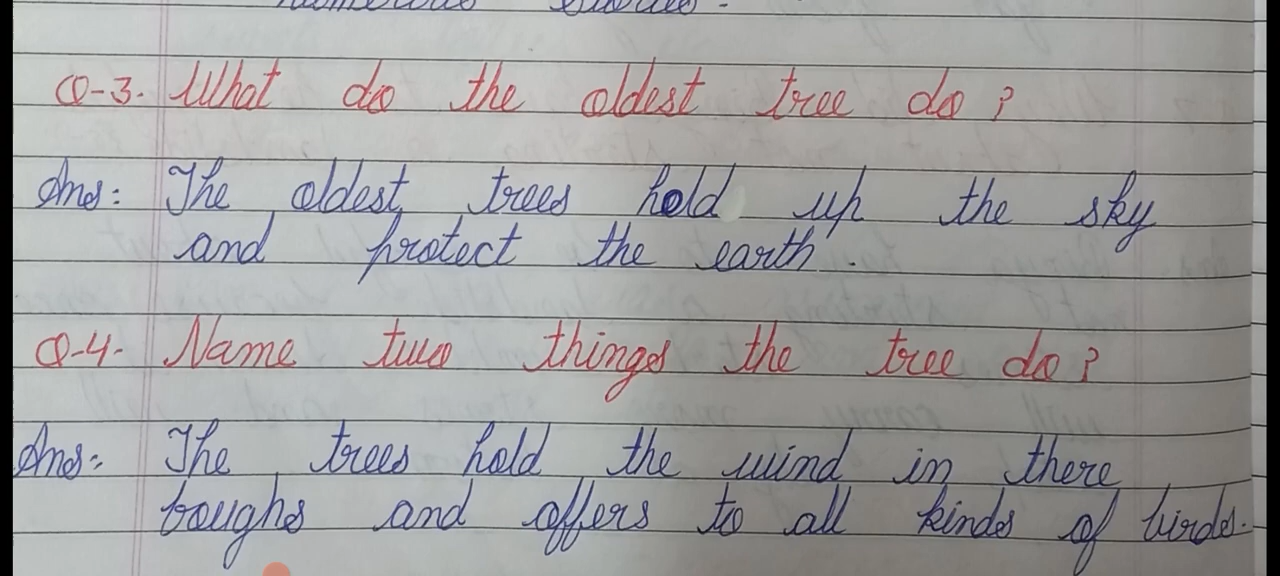 numerous stories.
Q-3. What do the oldest tree do?
Ans: The oldest trees hold up the sky
and protect the earth.
Q-4. Name two things the tree do?
Ans: The trees hold the wind in there
boughs and offers to all kinds of birds.